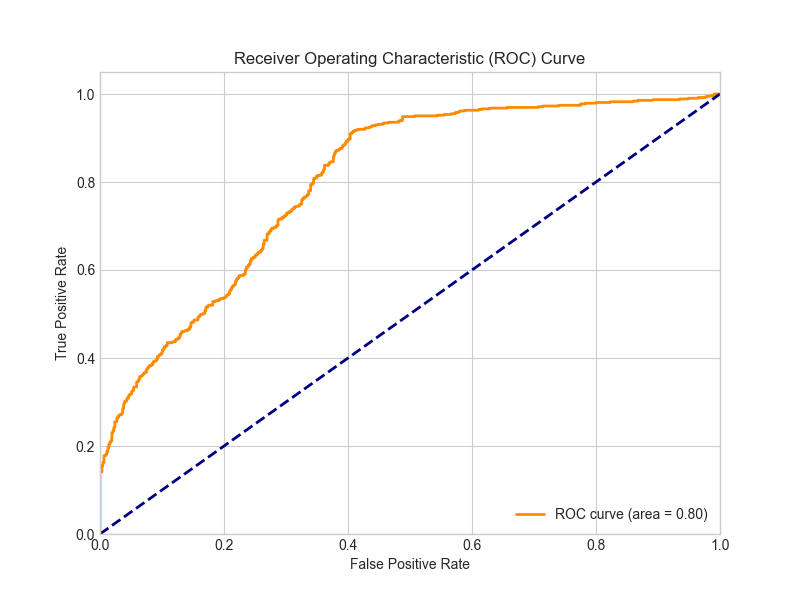 Receiver Operating Characteristic (ROC) Curve
True Positive Rate
1.0
0.8
0.6
0.4
0.2
0.0
0.0 0.2 0.4 0.6 0.8 1.0
False Positive Rate
ROC curve (area = 0.80)